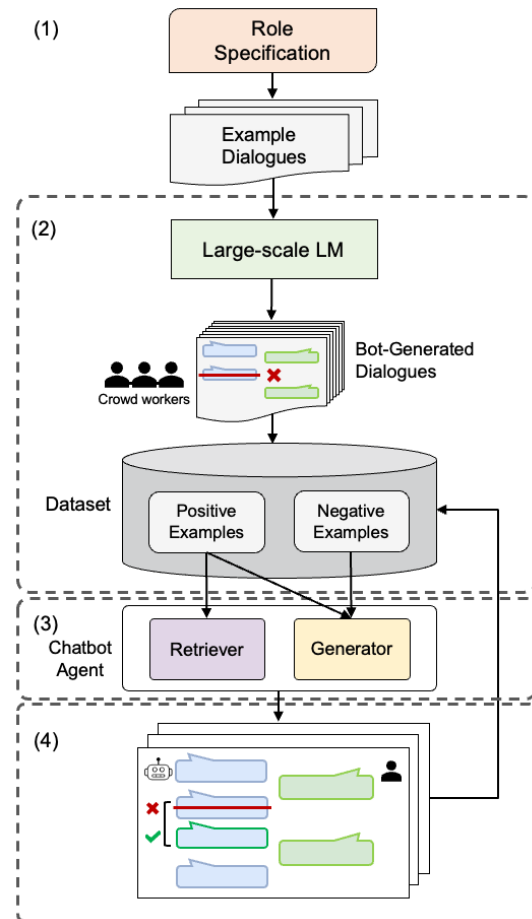 (1)
Role
Specification
Example
Dialogues
(2)
Large-scale LM
Bot-Generated
Dialogues
Crowd workers
Dataset
Positive
Examples
Negative
Examples
(3)
Chatbot
Agent
Retriever
Generator
(4)